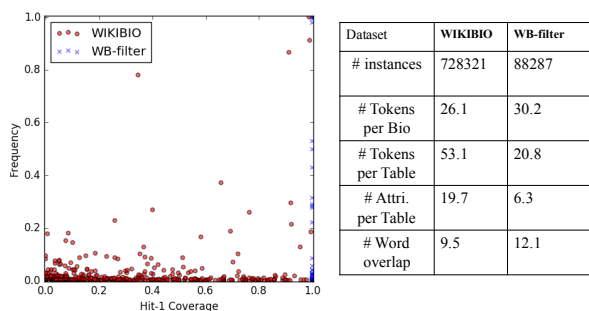 1.0
0.8
0.6
0.4
0.2
0.0
Frequency
WIKIBIO
WB-filter
0.0 0.2 0.4 0.6 0.8 1.0
Hit-1 Coverage
Dataset WIKIBIO WB-filter
# instances 728321 88287
# Tokens
per Bio 26.1 30.2
# Tokens
per Table 53.1 20.8
# Attri.
per Table 19.7 6.3
# Word
overlap 9.5 12.1